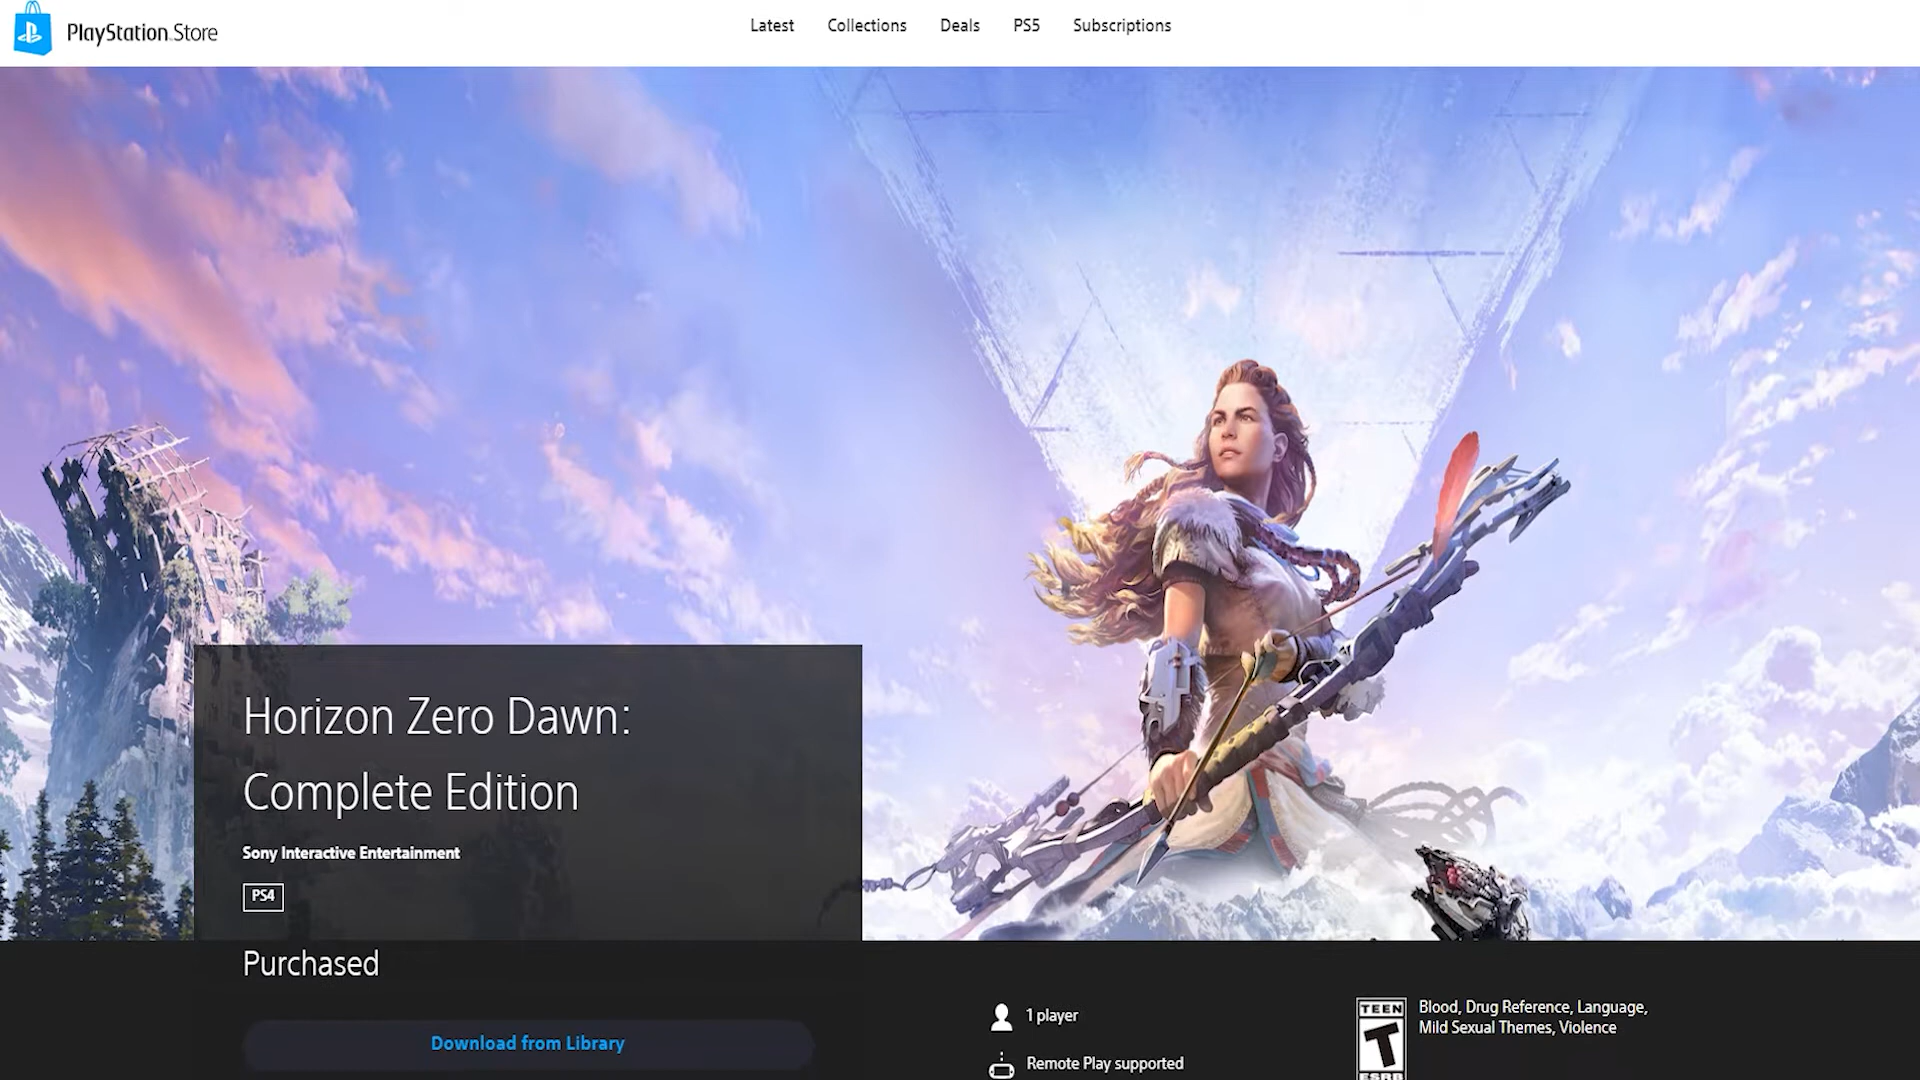 PlayStation Store
Latest Collections Deals PS5 Subscriptions
Horizon Zero Dawn:
Complete Edition
Sony Interactive Entertainment
PS4
Purchased
Download from Library
1 player
Remote Play supported
TEEN
T
ESRB
Blood, Drug Reference, Language,
Mild Sexual Themes, Violence